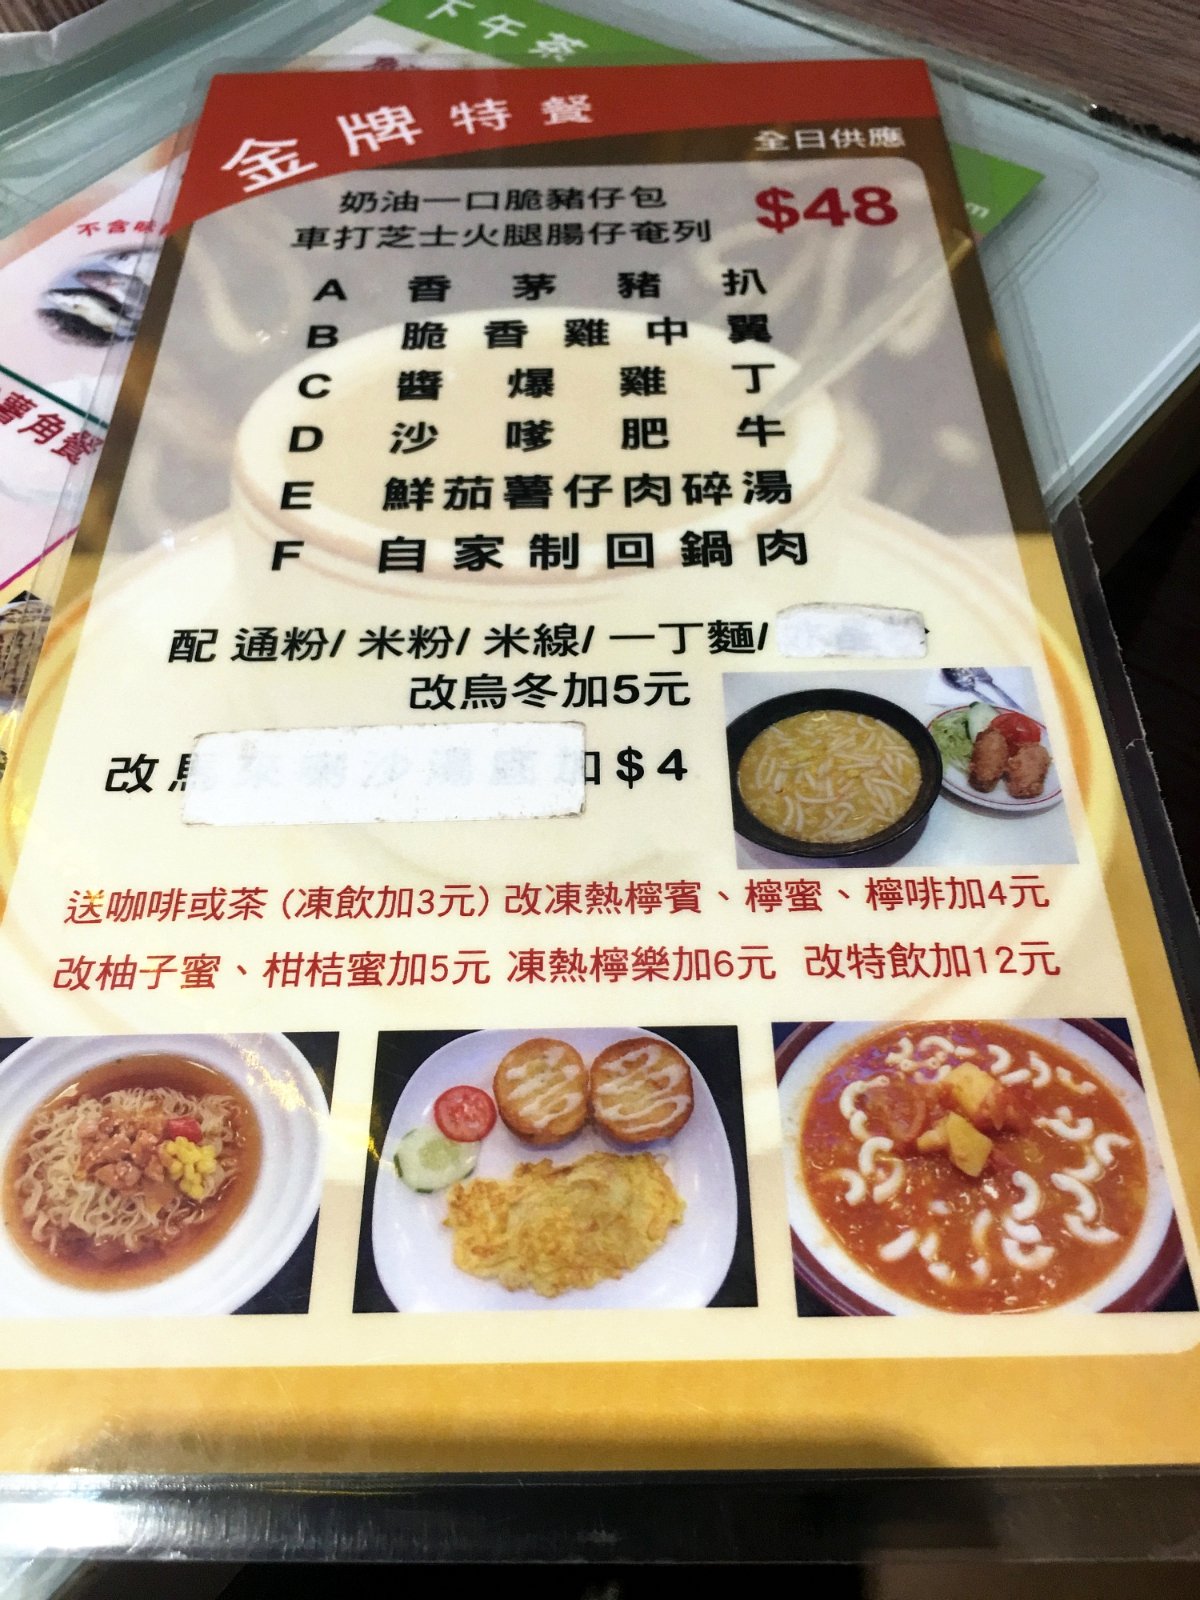 下午茶
金牌特餐
全日供應
奶油一口脆豬仔包
車打芝士火腿腸仔奄列
$48
A 香茅豬扒
B 脆香雞中翼
C 醬爆雞丁
D 沙嗲肥牛
E 鮮茄薯仔肉碎湯
F 自家制回鍋肉
配 通粉/ 米粉/ 米線/ 一丁麵/
改烏冬加5元
改 加$4
送咖啡或茶 (凍飲加3元) 改凍熱檸賓、檸蜜、檸啡加4元
改柚子蜜、柑桔蜜加5元 凍熱檸樂加6元 改特飲加12元
不含
薯角餐